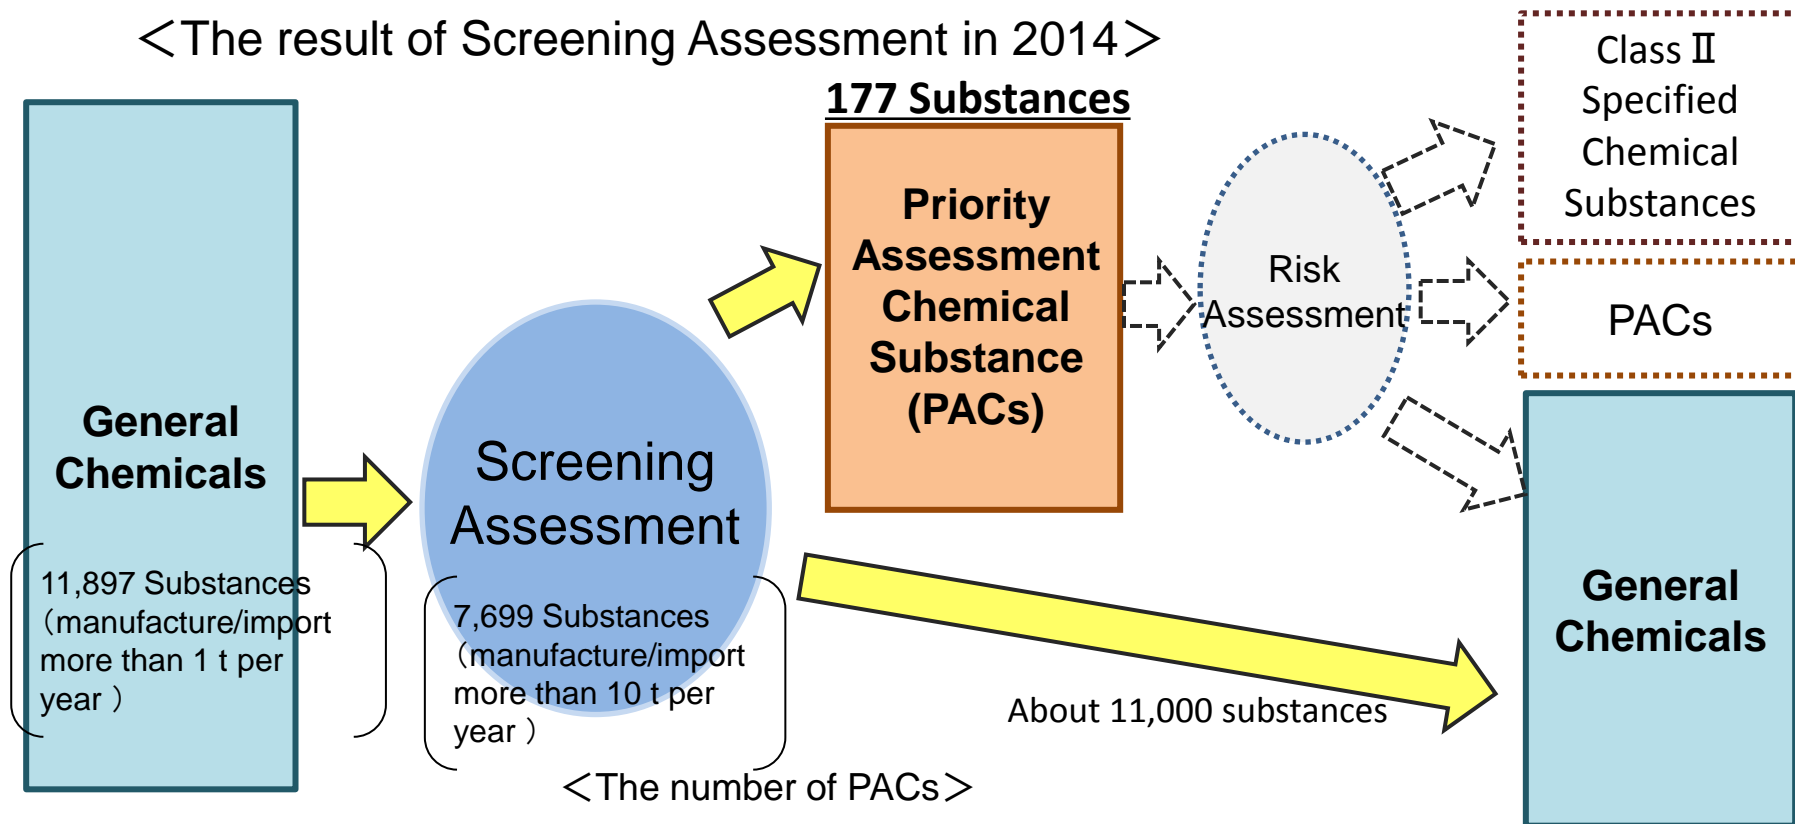 ＜The result of Screening Assessment in 2014＞
177 Substances
General
Chemicals
11,897 Substances
（manufacture/import
more than 1 t per
year ）
Screening
Assessment
7,699 Substances
（manufacture/import
more than 10 t per
year ）
Priority
Assessment
Chemical
Substance
(PACs)
Risk
Assessment
Class Ⅱ
Specified
Chemical
Substances
PACs
General
Chemicals
About 11,000 substances
＜The number of PACs＞